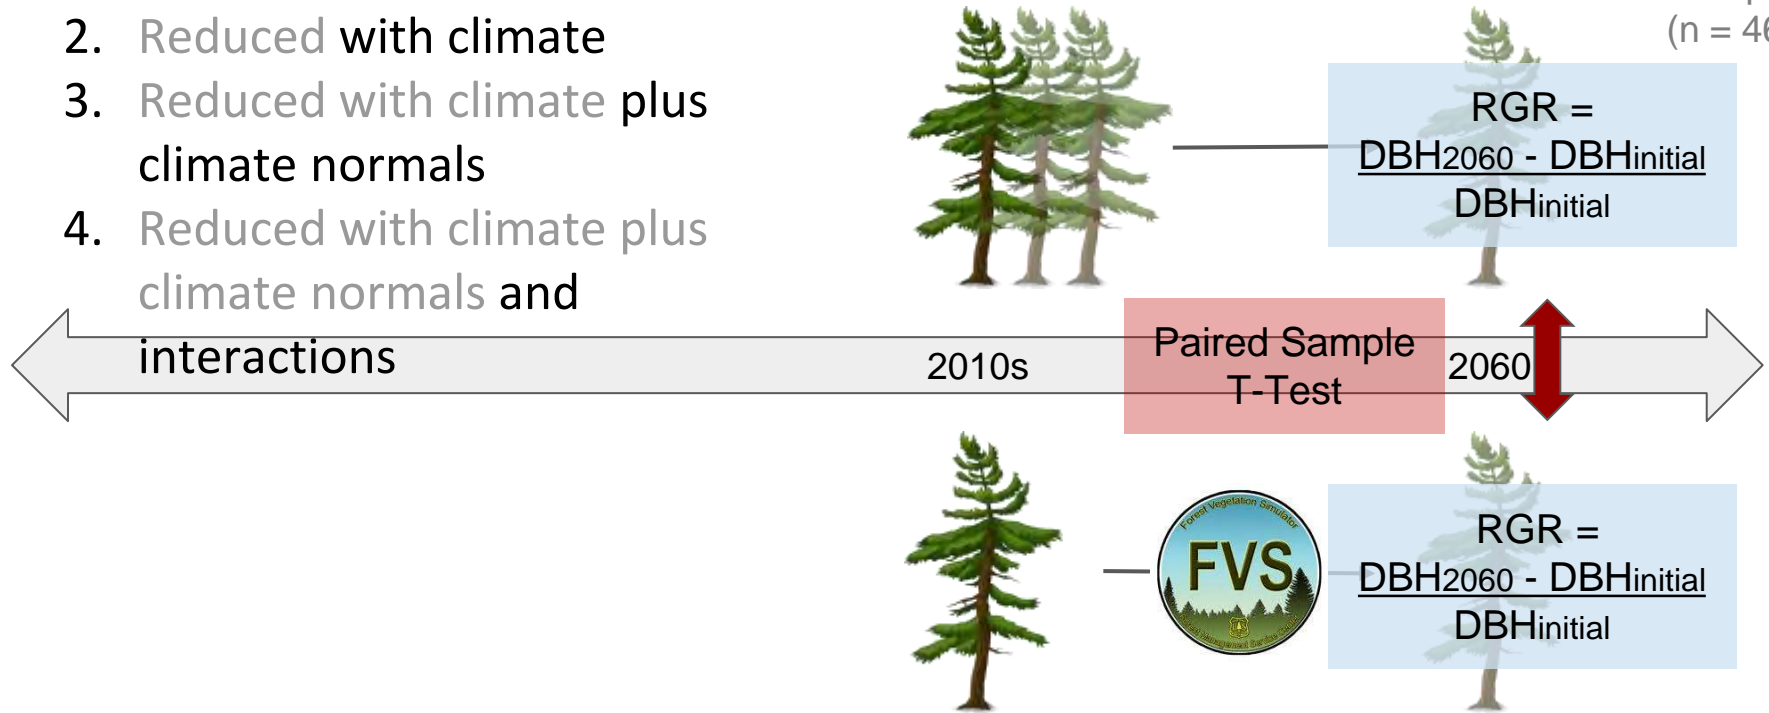 2. Reduced with climate
3. Reduced with climate plus
climate normals
4. Reduced with climate plus
climate normals and
interactions
(n = 46
RGR =
DBH2060 - DBHinitial
DBHinitial
2010s
Paired Sample
T-Test
2060
Forest Vegetation Simulator
FVS
RGR =
DBH2060 - DBHinitial
DBHinitial